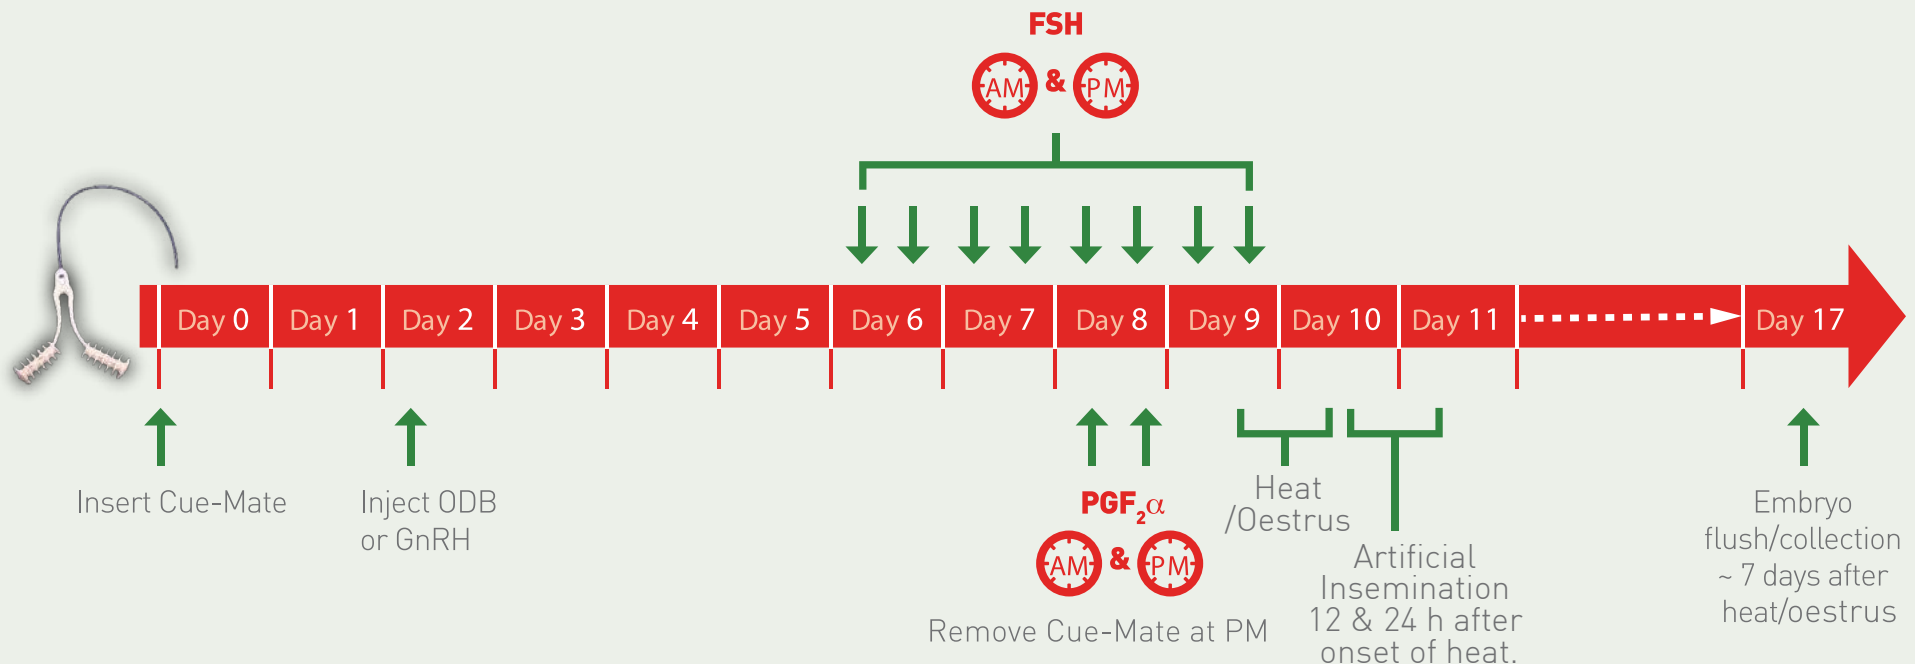 FSH
AM & PM
Day 0 Day 1 Day 2 Day 3 Day 4 Day 5 Day 6 Day 7 Day 8 Day 9 Day 10 Day 11 Day 17
Insert Cue-Mate
Inject ODB
or GnRH
PGF₂α
AM & PM
Remove Cue-Mate at PM
Heat
/Oestrus
Artificial
Insemination
12 & 24 h after
onset of heat.
Embryo
flush/collection
~ 7 days after
heat/oestrus